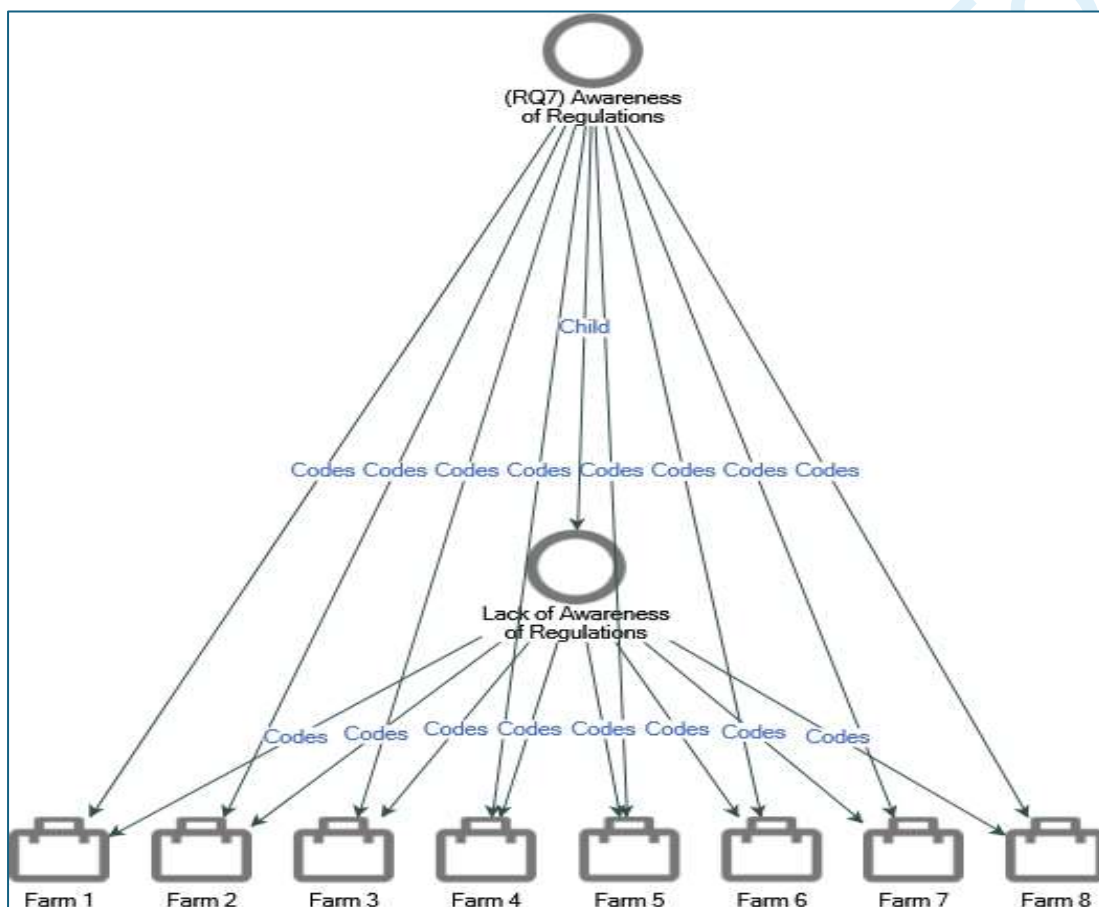 (RQ7) Awareness
of Regulations
Child
Codes Codes Codes Codes Codes Codes Codes Codes
Lack of Awareness
of Regulations
Codes Codes Codes Codes Codes Codes Codes Codes
Farm 1 Farm 2 Farm 3 Farm 4 Farm 5 Farm 6 Farm 7 Farm 8